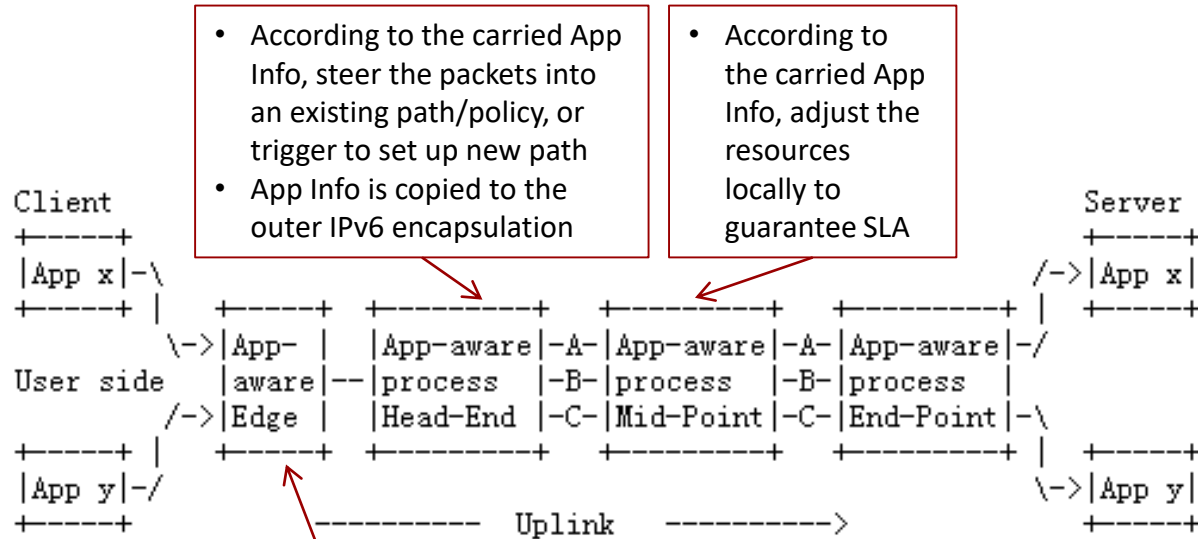 • According to the carried App
Info, steer the packets into
an existing path/policy, or
trigger to set up new path
• App Info is copied to the
outer IPv6 encapsulation
• According to
the carried App
Info, adjust the
resources
locally to
guarantee SLA
Client
Server
+-----+
+-----+
|App x|-\
/->|App x|
+-----+ | +-----+ +---------+ +---------+ +---------+ | +-----+
\->|App- | |App-aware|-A-|App-aware|-A-|App-aware|-/
User side |aware|--|process |-B-|process |-B-|process |
/->|Edge | |Head-End |-C-|Mid-Point|-C-|End-Point|-\
+-----+ | +-----+ +---------+ +---------+ +---------+ | +-----+
|App y|-/ \->|App y|
+-----+ ---------- Uplink ----------> +-----+